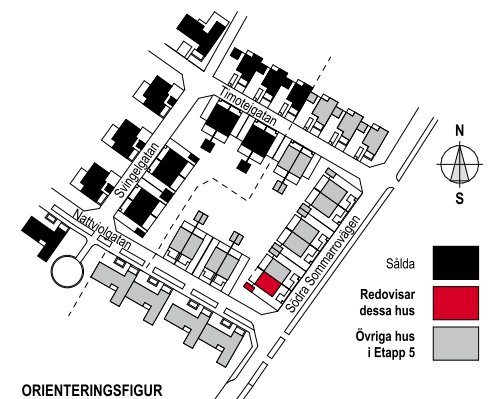 Timotejgatan
Svingelgatan
Nattviolgatan
Södra Sommarrovägen
N
S
Sålda
Redovisar
dessa hus
Övriga hus
i Etapp 5
ORIENTERINGSFIGUR